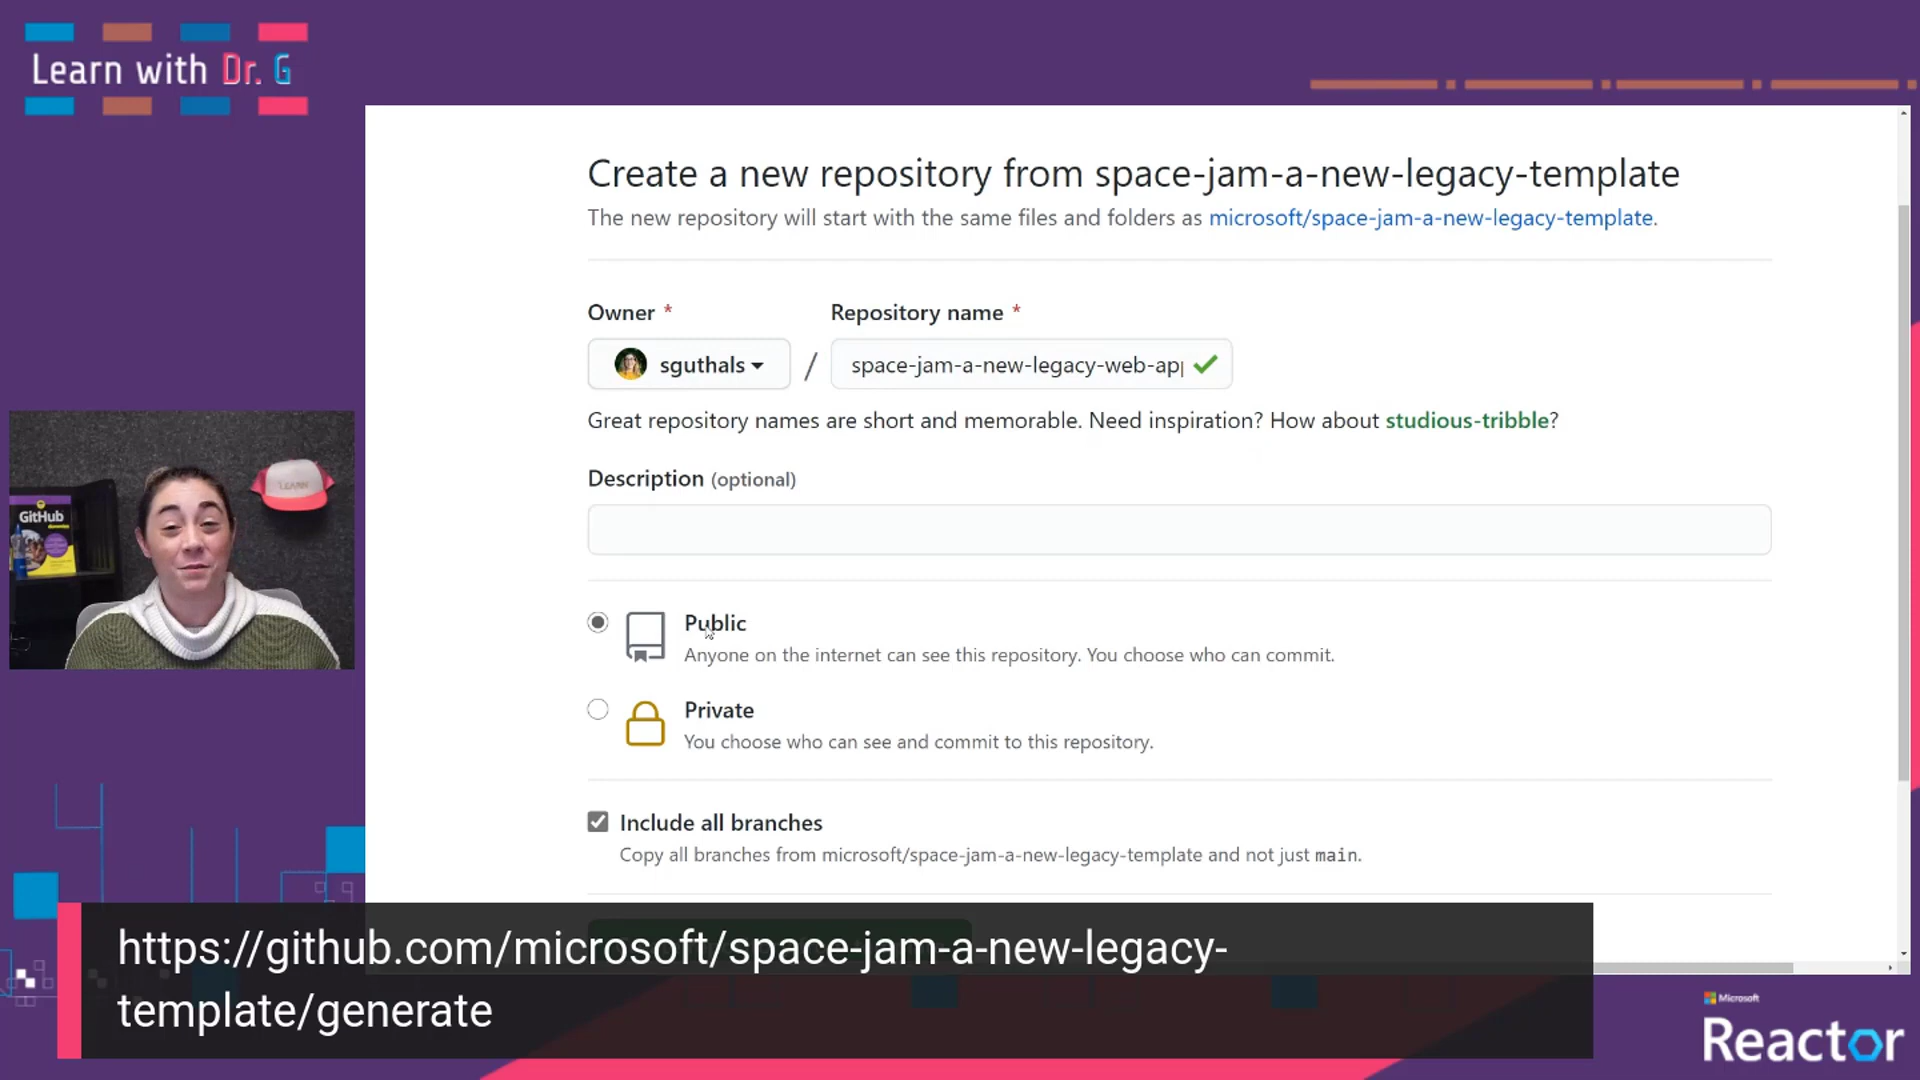 Learn with Dr. G
Create a new repository from space-jam-a-new-legacy-template
The new repository will start with the same files and folders as microsoft/space-jam-a-new-legacy-template.
Owner * Repository name *
sguthals / space-jam-a-new-legacy-web-ap
Great repository names are short and memorable. Need inspiration? How about studious-tribble?
Description (optional)
Public
Anyone on the internet can see this repository. You choose who can commit.
Private
You choose who can see and commit to this repository.
Include all branches
Copy all branches from microsoft/space-jam-a-new-legacy-template and not just main.
LEARN
GitHub
https://github.com/microsoft/space-jam-a-new-legacy-
template/generate
Microsoft
Reactor